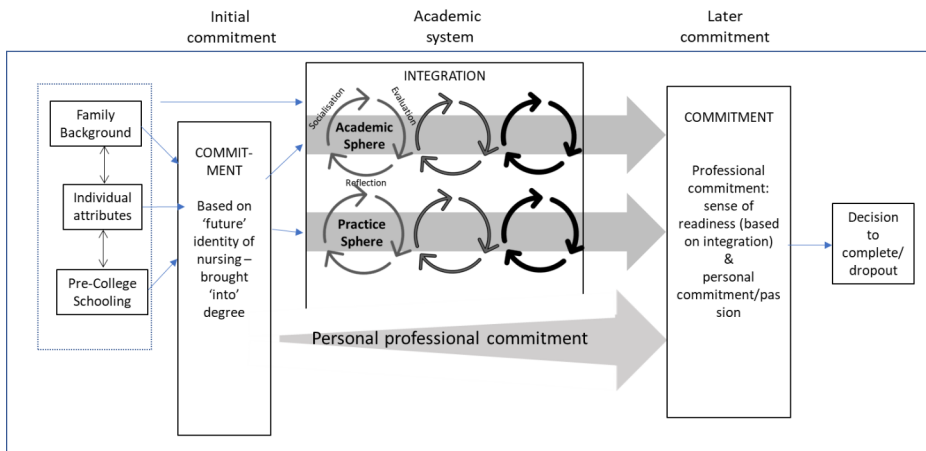 Initial
commitment
Academic
system
Later
commitment
Family
Background
Individual
attributes
Pre-College
Schooling
COMMIT-
MENT
Based on
‘future’
identity of
nursing –
brought
‘into’
degree
INTEGRATION
Socialisation
Evaluation
Academic
Sphere
Reflection
Practice
Sphere
Personal professional commitment
COMMITMENT
Professional
commitment:
sense of
readiness (based
on integration)
&
personal
commitment/pas
sion
Decision
to
complete/
dropout